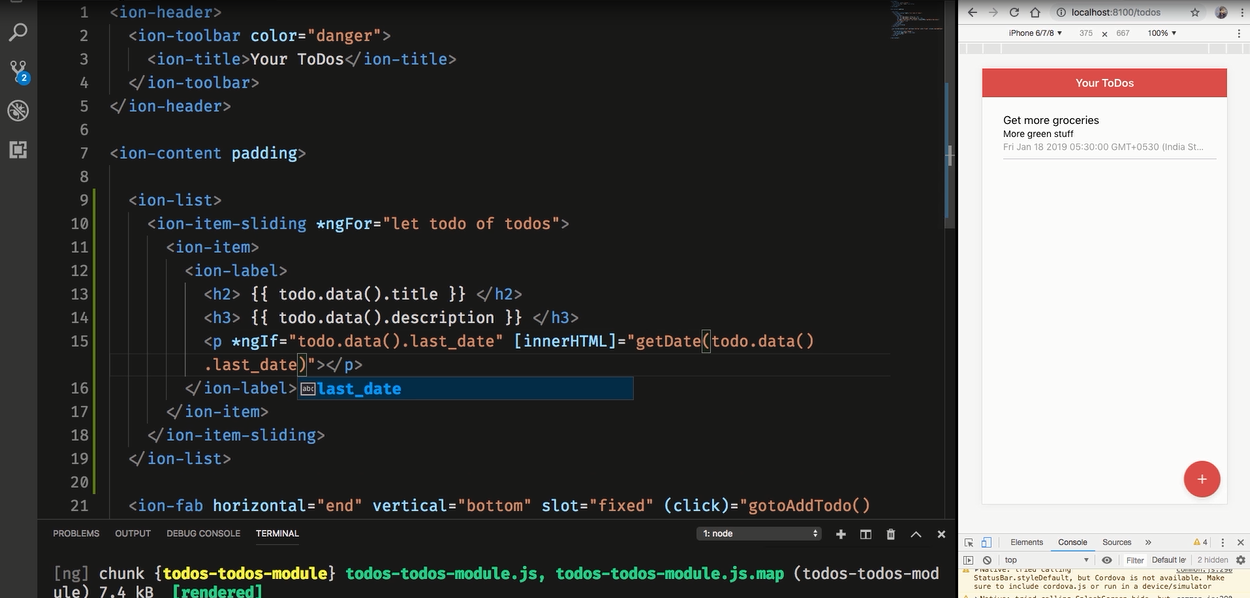 1 <ion-header>
2 <ion-toolbar color="danger">
3 <ion-title>Your ToDos</ion-title>
4 </ion-toolbar>
5 </ion-header>
6
7 <ion-content padding>
8
9 <ion-list>
10 <ion-item-sliding *ngFor="let todo of todos">
11 <ion-item>
12 <ion-label>
13 <h2> {{ todo.data().title }} </h2>
14 <h3> {{ todo.data().description }} </h3>
15 <p *ngIf="todo.data().last_date" [innerHTML]="getDate(todo.data()
.last_date)"></p>
16 </ion-label>
abc last_date
17 </ion-item>
18 </ion-item-sliding>
19 </ion-list>
20
21 <ion-fab horizontal="end" vertical="bottom" slot="fixed" (click)="gotoAddTodo()
2
PROBLEMS OUTPUT DEBUG CONSOLE TERMINAL 1: node
[ng] chunk {todos-todos-module} todos-todos-module.js, todos-todos-module.js.map (todos-todos-mod
ule) 7.4 kB [rendered]
localhost:8100/todos
iPhone 6/7/8 ▼ 375 x 667 100% ▼
Your ToDos
Get more groceries
More green stuff
Fri Jan 18 2019 05:30:00 GMT+0530 (India St...
+
Elements Console Sources » 4
top ▼ Filter Default le 2 hidden
Native: tried calling common.js:298
StatusBar.styleDefault, but Cordova is not available. Make
sure to include cordova.js or run in a device/simulator